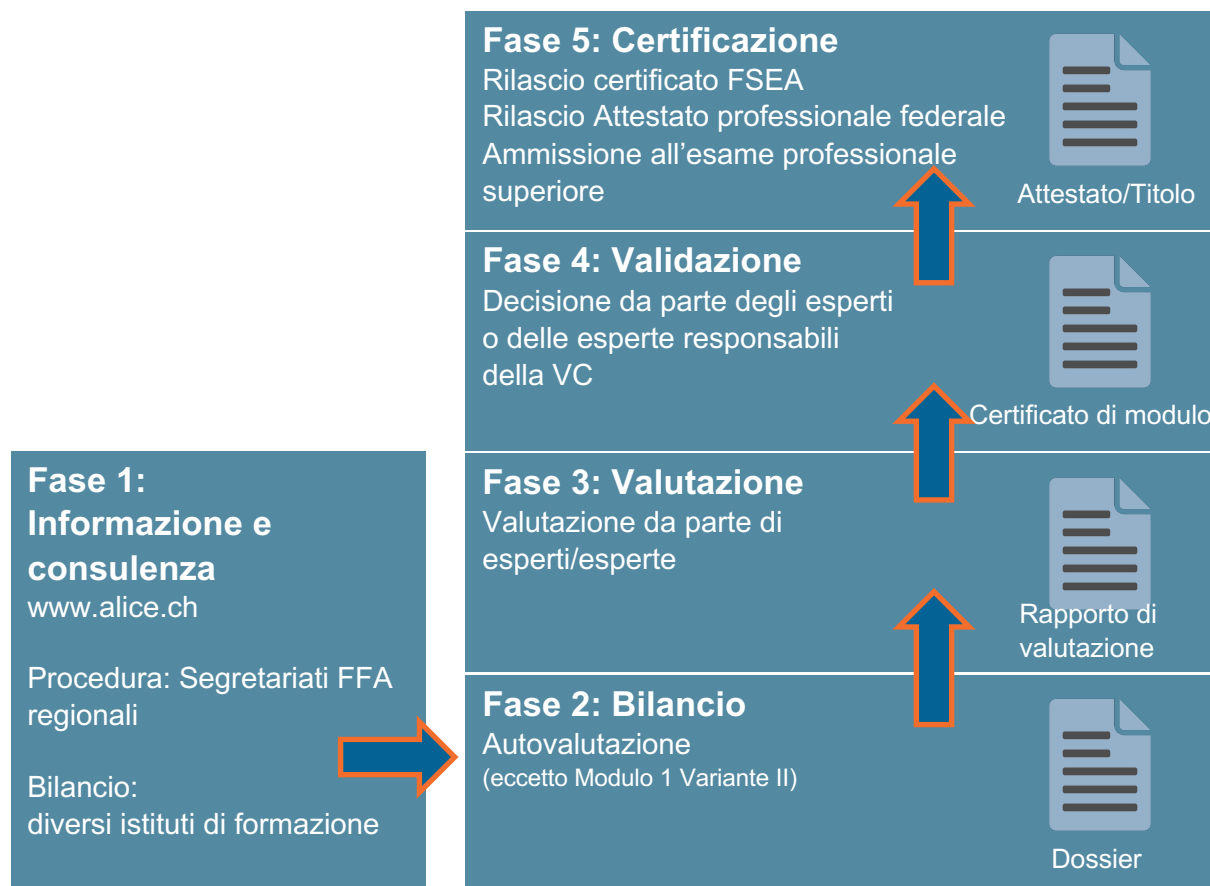 Fase 5: Certificazione
Rilascio certificato FSEA
Rilascio Attestato professionale federale
Ammissione all'esame professionale
superiore
Attestato/Titolo
Fase 4: Validazione
Decisione da parte degli esperti
o delle esperte responsabili
della VC
Certificato di modulo
Fase 1:
Informazione e
consulenza
www.alice.ch
Procedura: Segretariati FFA
regionali
Bilancio:
diversi istituti di formazione
Fase 3: Valutazione
Valutazione da parte di
esperti/esperte
Rapporto di
valutazione
Fase 2: Bilancio
Autovalutazione
(eccetto Modulo 1 Variante II)
Dossier